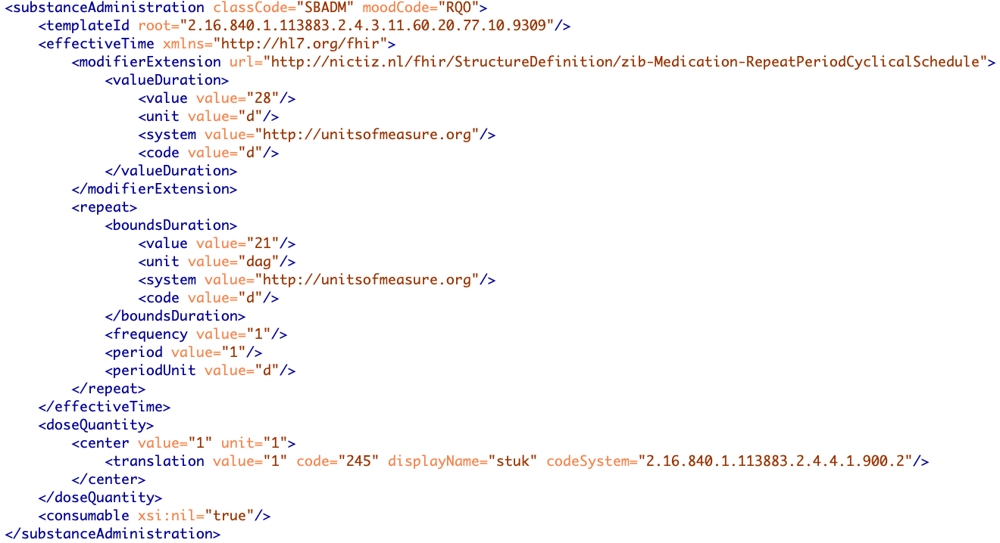 <substanceAdministration classCode="SBADM" moodCode="RQO">
    <templateId root="2.16.840.1.113883.2.4.3.11.60.20.77.10.9309"/>
    <effectiveTime xmlns="http://hl7.org/fhir">
        <modifierExtension url="http://nictiz.nl/fhir/StructureDefinition/zib-Medication-RepeatPeriodCyclicalSchedule">
            <valueDuration>
                <value value="28"/>
                <unit value="d"/>
                <system value="http://unitsofmeasure.org"/>
                <code value="d"/>
            </valueDuration>
        </modifierExtension>
        <repeat>
            <boundsDuration>
                <value value="21"/>
                <unit value="dag"/>
                <system value="http://unitsofmeasure.org"/>
                <code value="d"/>
            </boundsDuration>
            <frequency value="1"/>
            <period value="1"/>
            <periodUnit value="d"/>
        </repeat>
    </effectiveTime>
    <doseQuantity>
        <center value="1" unit="1">
            <translation value="1" code="245" displayName="stuk" codeSystem="2.16.840.1.113883.2.4.4.1.900.2"/>
        </center>
    </doseQuantity>
    <consumable xsi:nil="true"/>
</substanceAdministration>